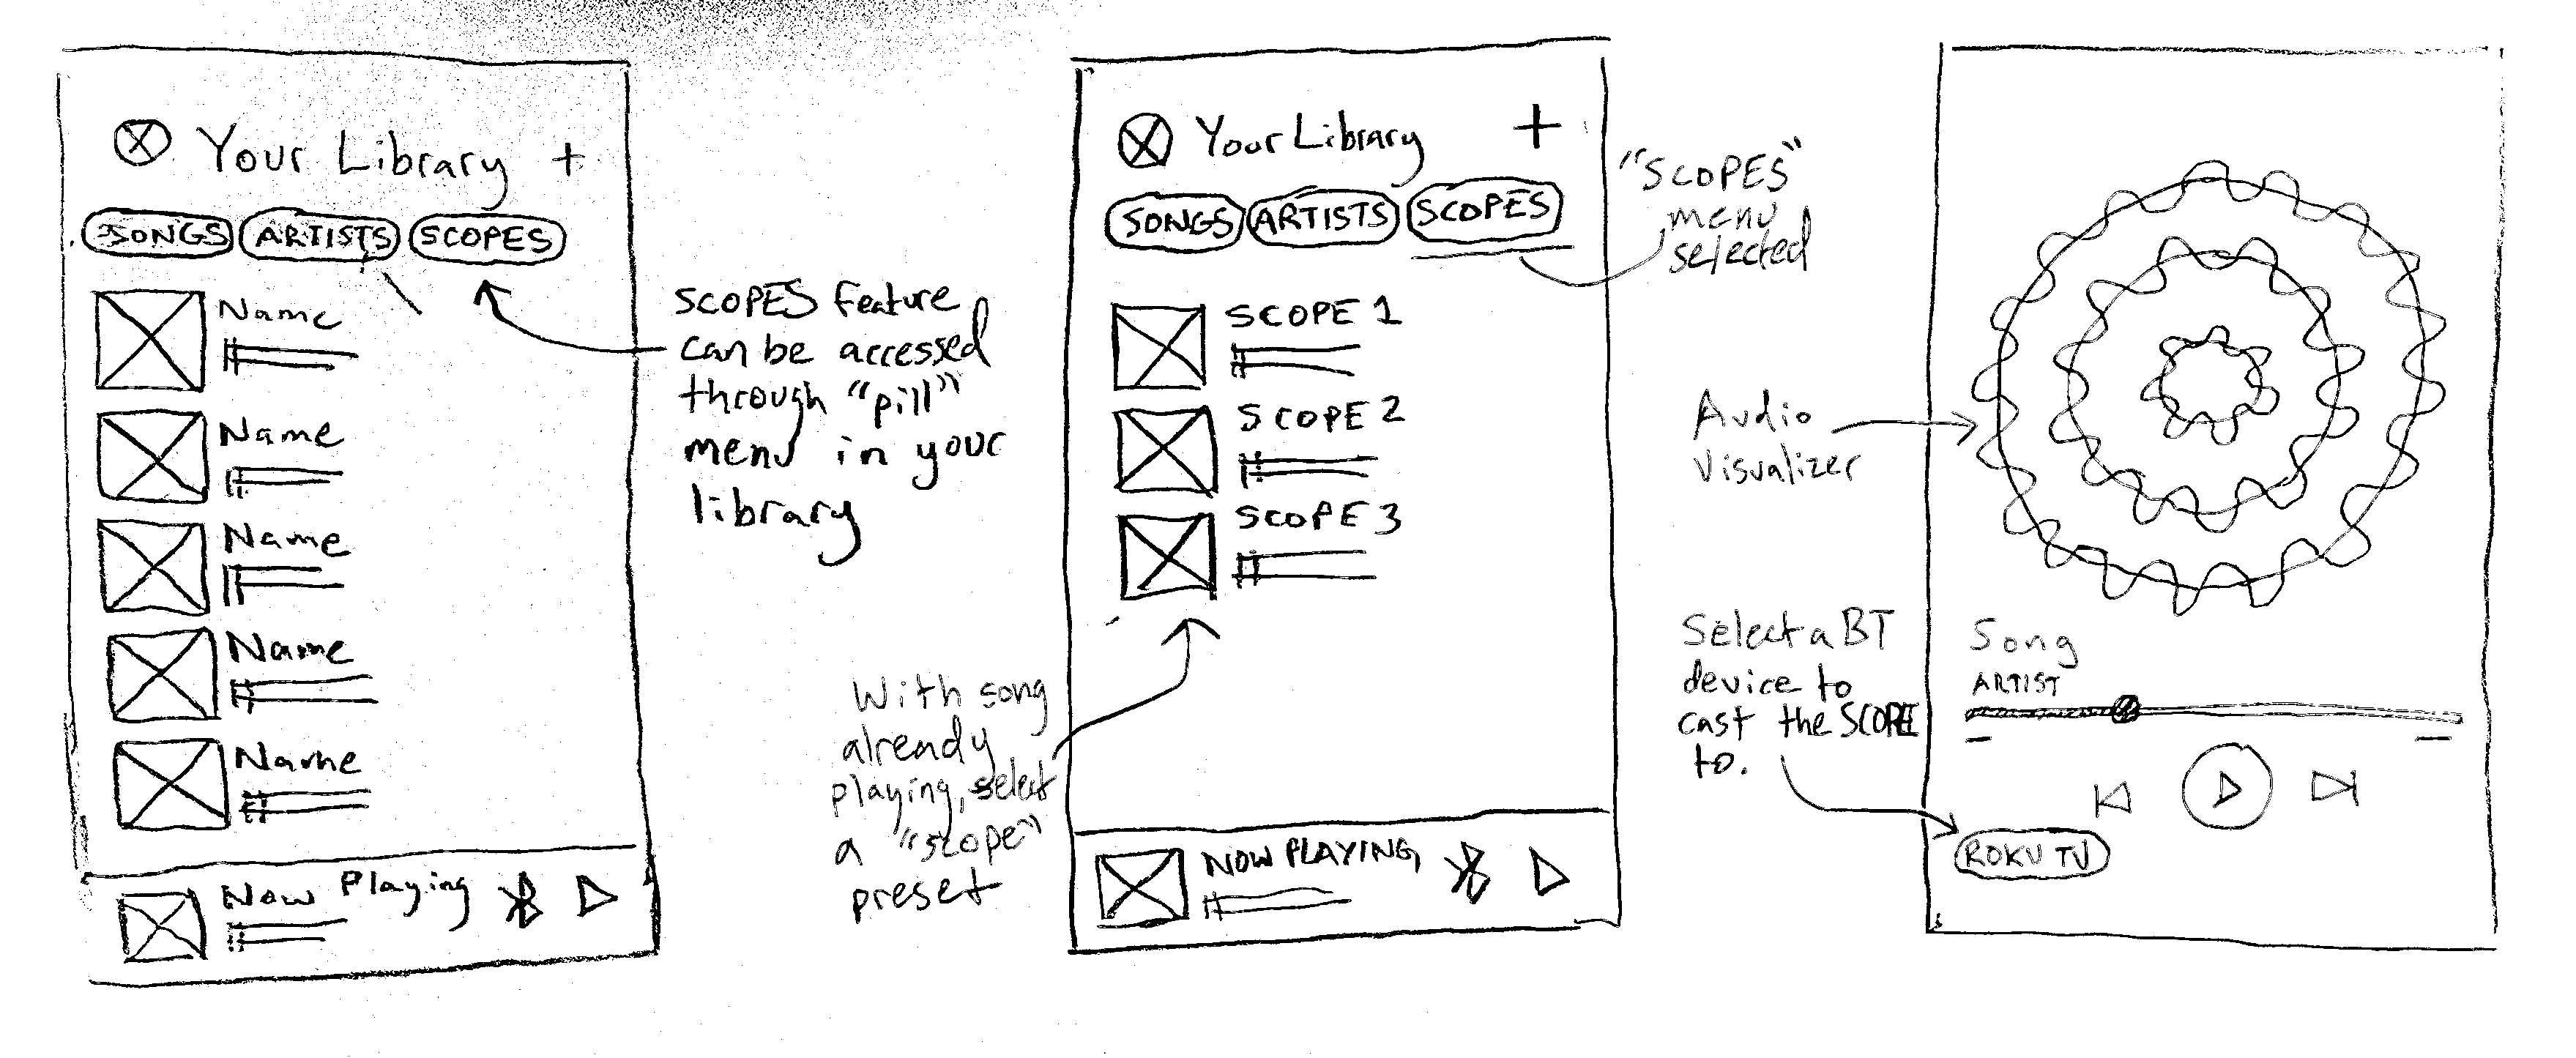 Your Library +
SONGS ARTISTS SCOPES
Name
Name
Name
Name
Name
Now Playing
SCOPES feature
can be accessed
through "pill"
menu in your
library
Your Library +
SONGS ARTISTS SCOPES
"SCOPES"
menu
selected
SCOPE 1
SCOPE 2
SCOPE 3
With song
already
playing, select
a "scope"
preset
NOW PLAYING
Audio
Visualizer
Select a BT
device to
cast the SCOPE
to.
Song
ARTIST
ROKU TV